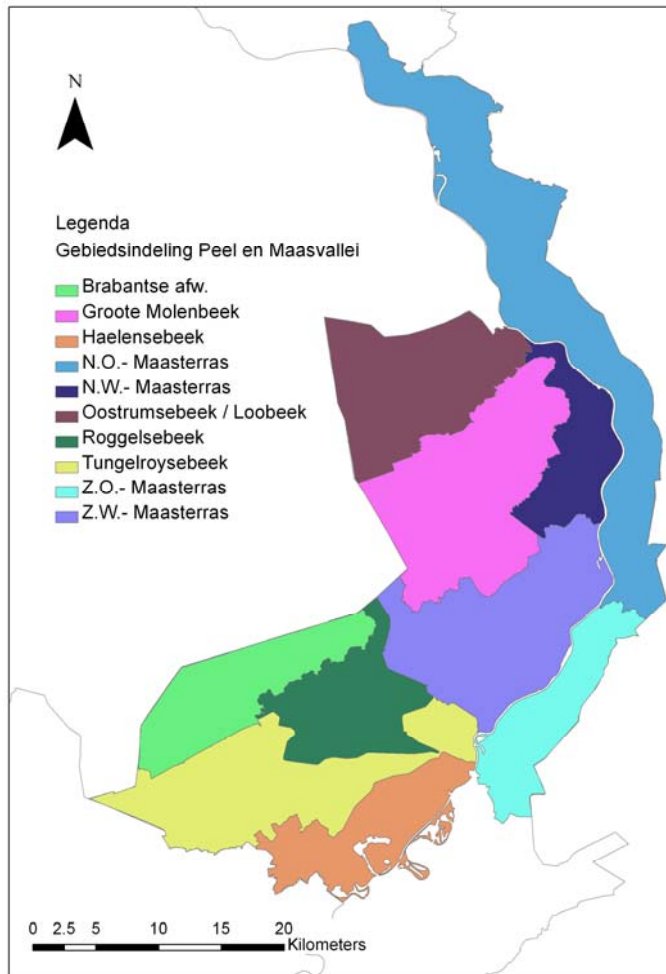 N
Legenda
Gebiedsindeling Peel en Maasvallei
Brabantse afw.
Groote Molenbeek
Haelensebeek
N.O.- Maasterras
N.W.- Maasterras
Oostrumsebeek / Loobeek
Roggelsebeek
Tungelroysebeek
Z.O.- Maasterras
Z.W.- Maasterras
0 2.5 5 10 15 20
Kilometers